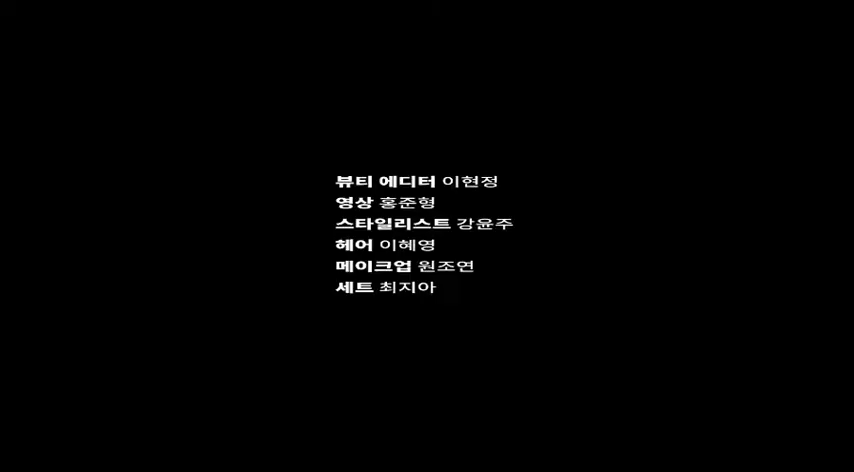 뷰티 에디터 이현정
영상 홍준형
스타일리스트 강윤주
헤어 이혜영
메이크업 원조연
세트 최지아